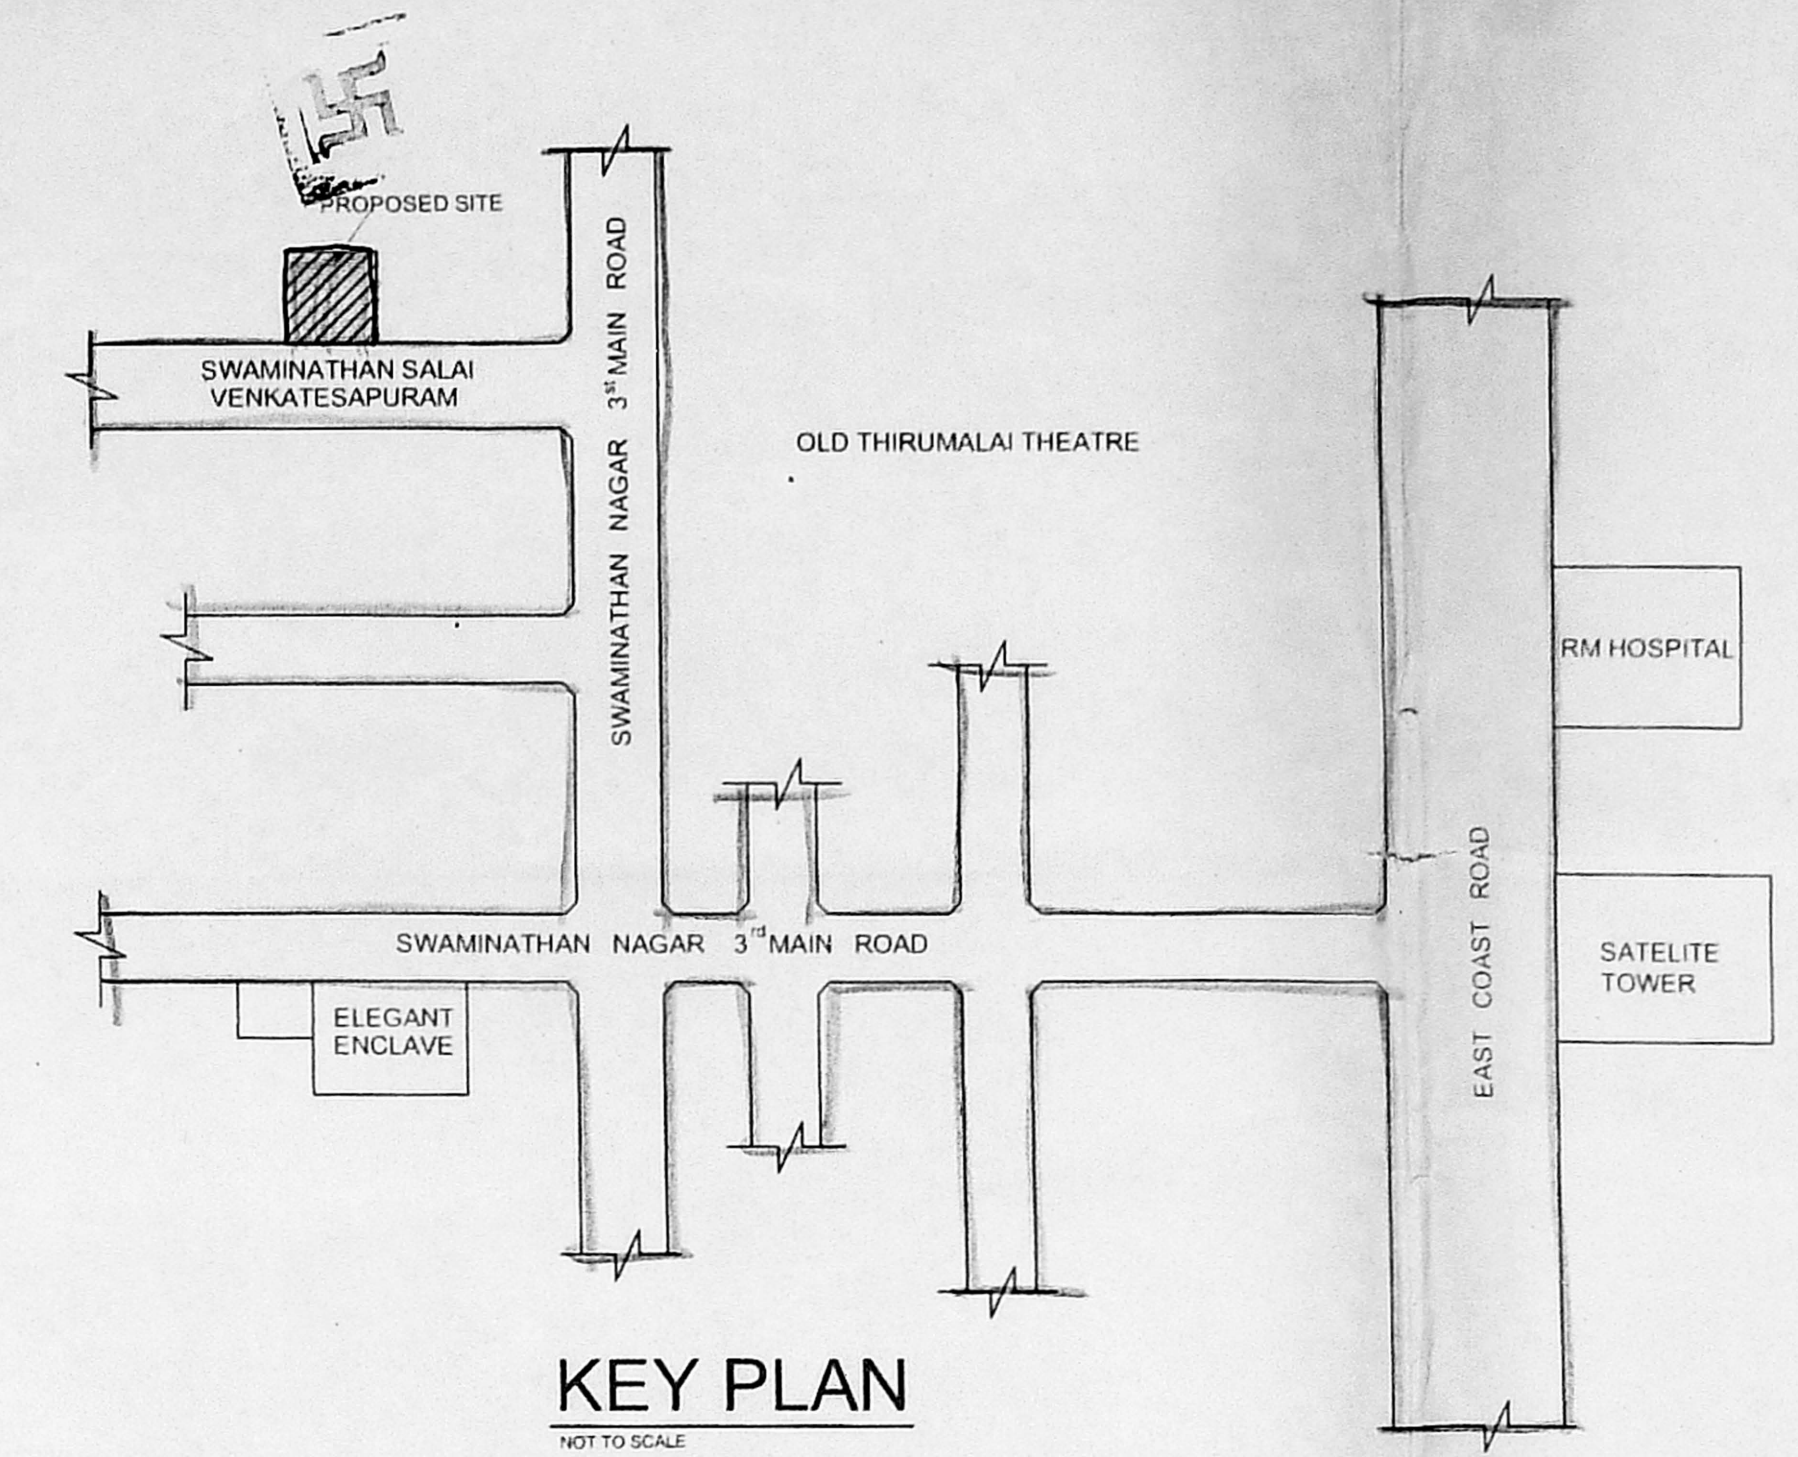 PROPOSED SITE
SWAMINATHAN SALAI
VENKATESAPURAM
SWAMINATHAN NAGAR 3st MAIN ROAD
OLD THIRUMALAI THEATRE
RM HOSPITAL
SWAMINATHAN NAGAR 3rd MAIN ROAD
EAST COAST ROAD
SATELITE
TOWER
ELEGANT
ENCLAVE
KEY PLAN
NOT TO SCALE